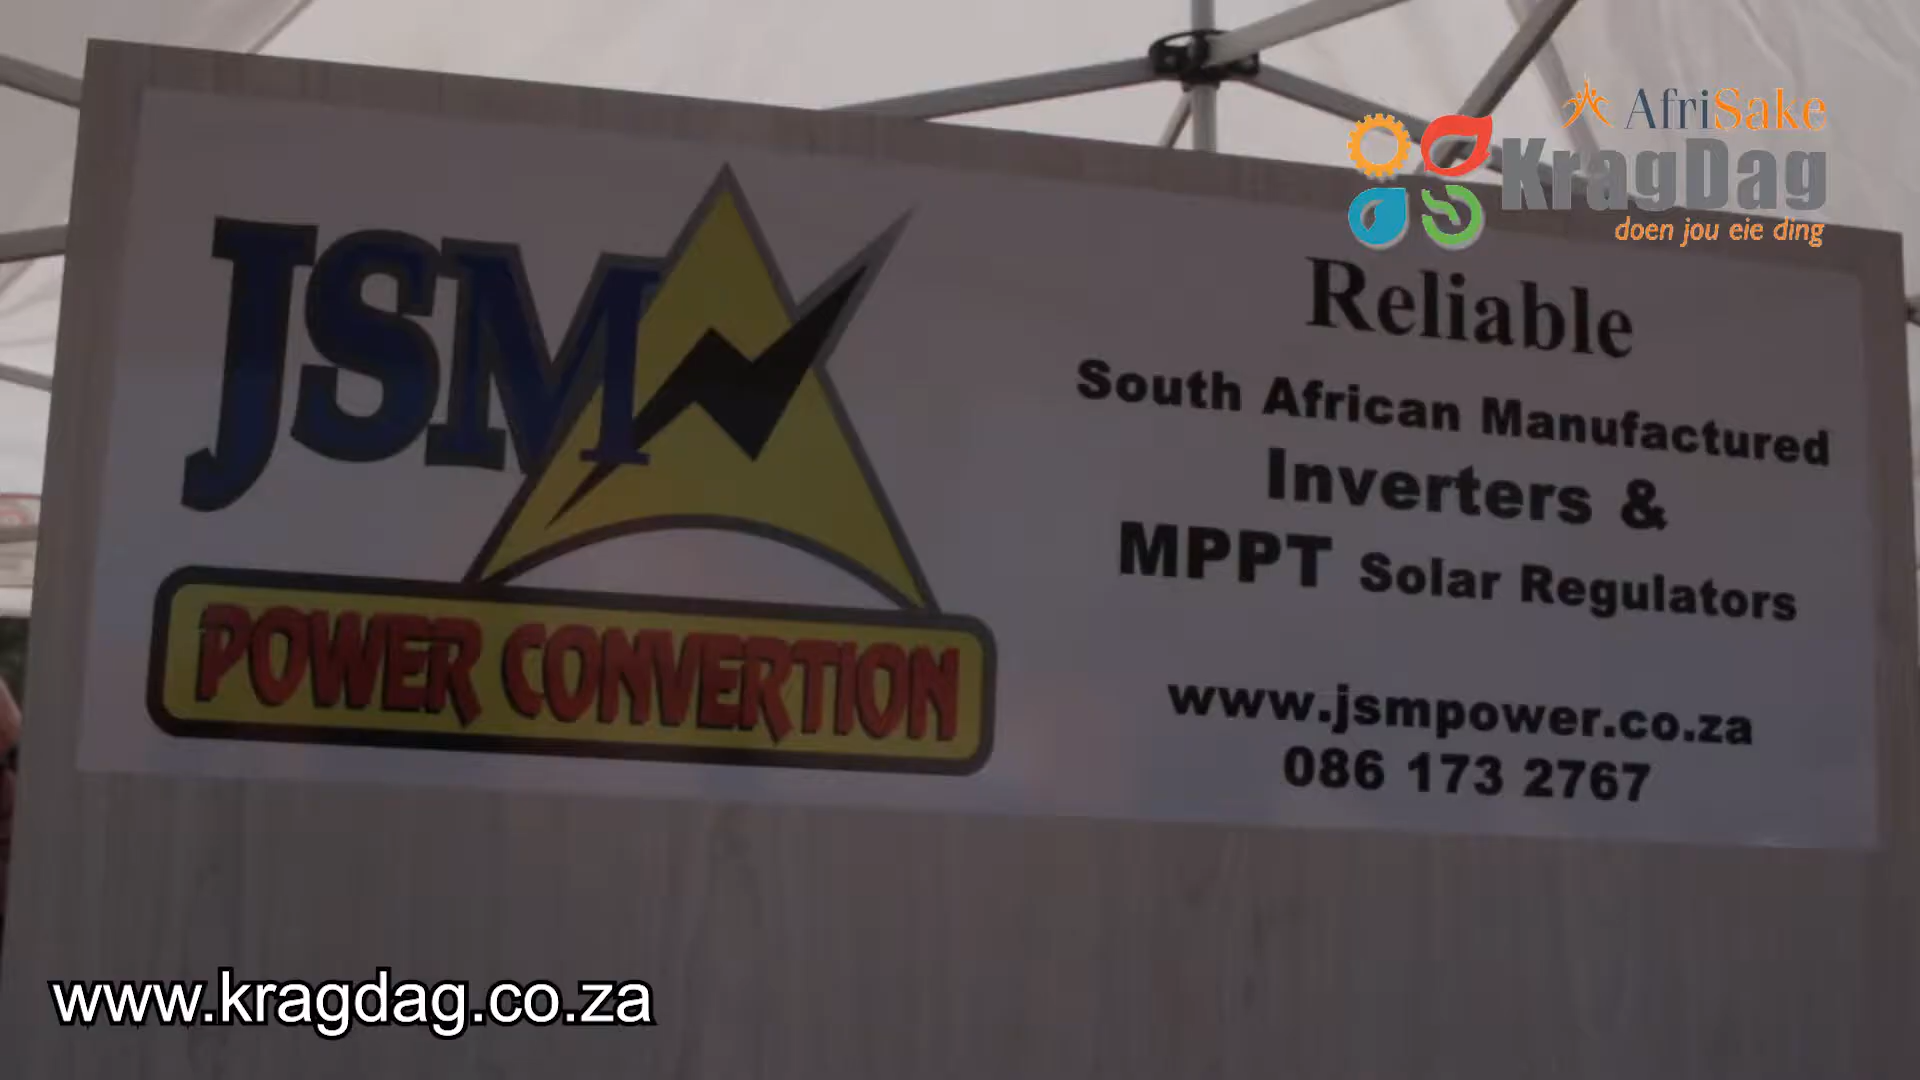 AfriSake
KragDag
doen jou eie ding
JSM
POWER CONVERTION
Reliable
South African Manufactured
Inverters &
MPPT Solar Regulators
www.jsmpower.co.za
086 173 2767
www.kragdag.co.za